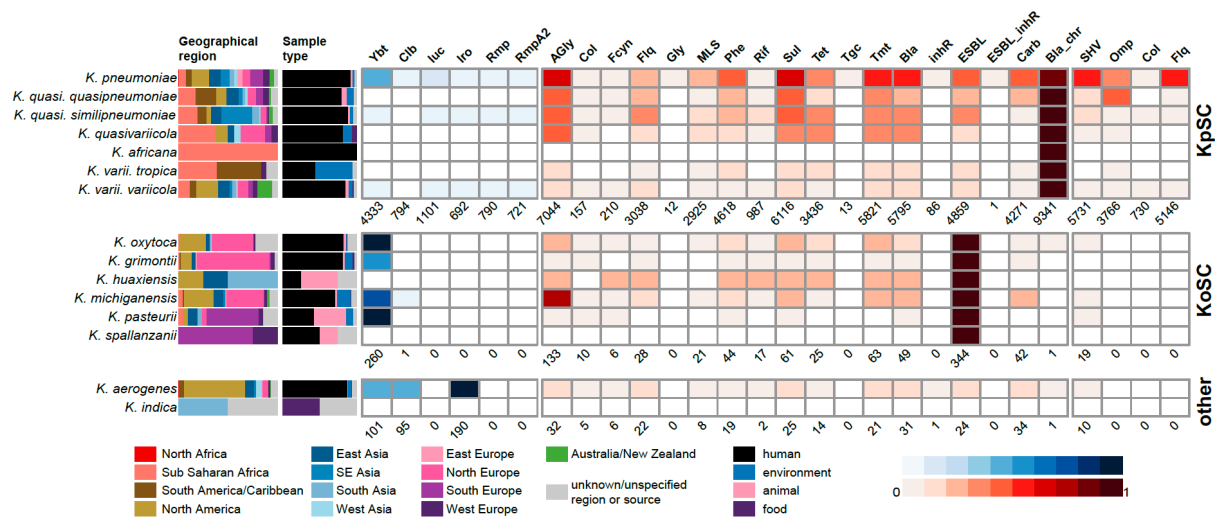 Geographical region
Sample type
Ybt Clb Iuc Iro Rmp RmpA2 AGly Col Fcyn Flq Gly MLS Phe Rif Sul Tet Tgc Tmt Bla inhR ESBL ESBL_inhR Carb Bla_chr SHV Omp Col Flq
K. pneumoniae
K. quasi. quasipneumoniae
K. quasi. similipneumoniae
K. quasivariicola
K. africana
K. varii. tropica
K. varii. variicola
KpSC
4333 794 1101 692 790 721 7044 157 210 3038 12 2925 4618 987 6116 3436 13 5821 5795 86 4859 1 4271 9341 5731 3766 730 5146
K. oxytoca
K. grimontii
K. huaxiensis
K. michiganensis
K. pasteurii
K. spallanzanii
KoSC
260 1 0 0 0 0 133 10 6 28 0 21 44 17 61 25 0 63 49 0 344 0 42 1 19 0 0 0
K. aerogenes
K. indica
other
101 95 0 190 0 0 32 5 6 22 0 8 19 2 25 14 0 21 31 1 24 0 34 1 10 0 0 0
North Africa
Sub Saharan Africa
South America/Caribbean
North America
East Asia
SE Asia
South Asia
West Asia
East Europe
North Europe
South Europe
West Europe
Australia/New Zealand
unknown/unspecified
region or source
human
environment
animal
food
0 1